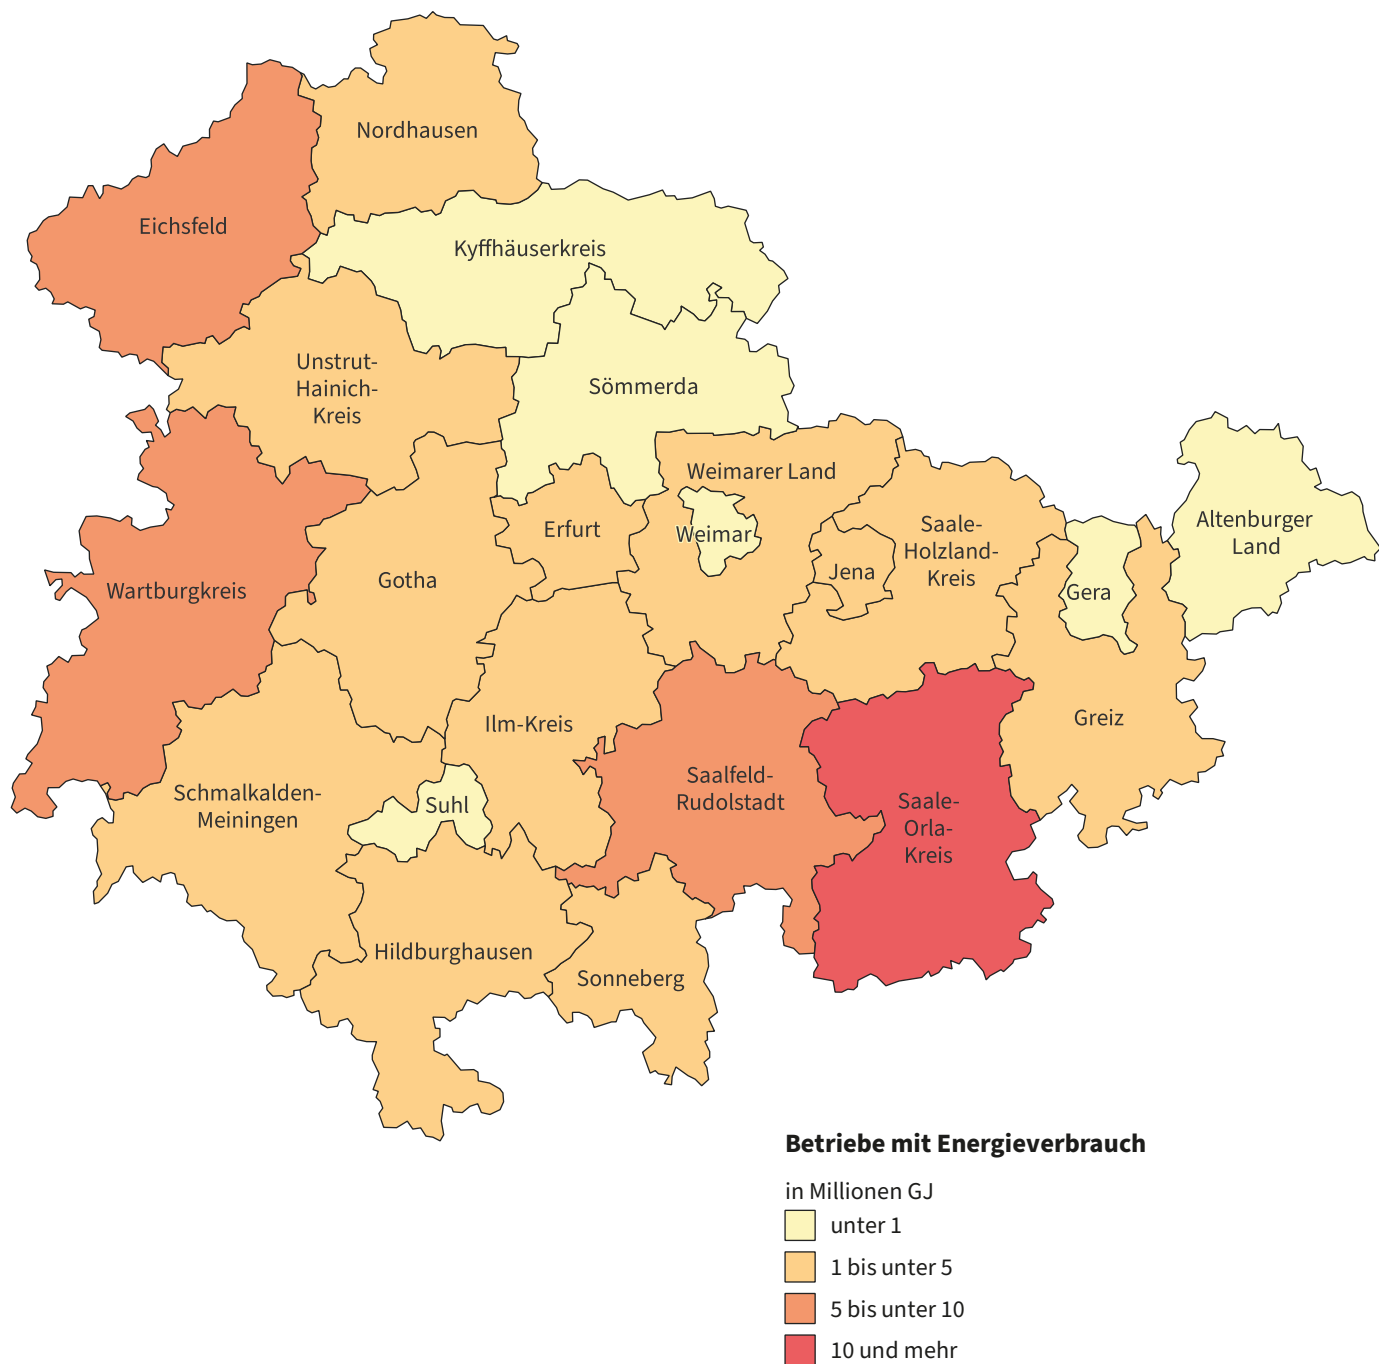 Nordhausen
Eichsfeld
Kyffhäuserkreis
Unstrut-
Hainich-
Kreis
Sömmerda
Weimarer Land
Altenburger
Land
Erfurt
Weimar
Saale-
Holzland-
Kreis
Jena
Gotha
Gera
Wartburgkreis
Ilm-Kreis
Greiz
Saalfeld-
Rudolstadt
Schmalkalden-
Meiningen
Suhl
Saale-
Orla-
Kreis
Hildburghausen
Sonneberg
Betriebe mit Energieverbrauch
in Millionen GJ
unter 1
1 bis unter 5
5 bis unter 10
10 und mehr